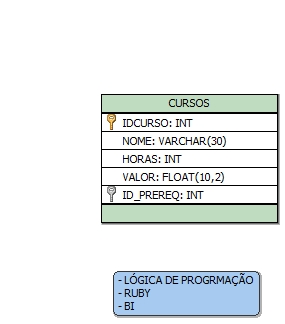 CURSOS
IDCURSO: INT
NOME: VARCHAR(30)
HORAS: INT
VALOR: FLOAT(10,2)
ID_PREREQ: INT
- LÓGICA DE PROGRMAÇÃO
- RUBY
- BI